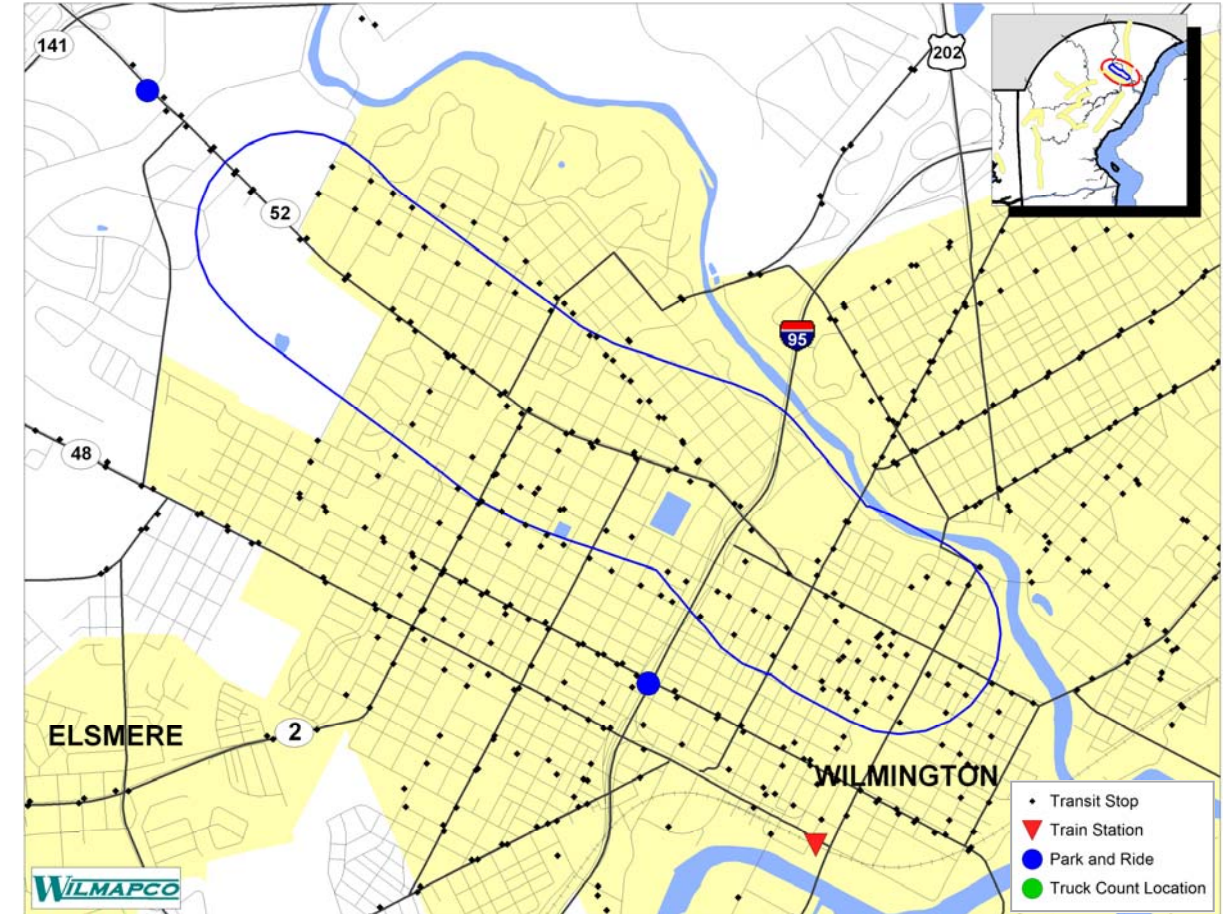 141
202
52
95
48
ELSMERE
2
WILMINGTON
Transit Stop
Train Station
Park and Ride
Truck Count Location
WILMAPCO